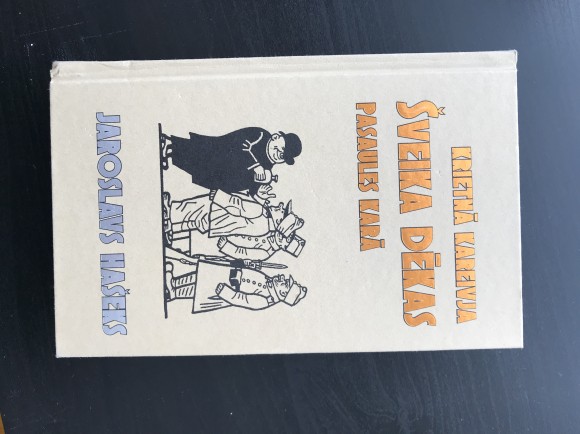 KRIETNĀ KAREIVJA
ŠVEIKA DĒKAS
PASAULES KARĀ
JAROSLAVS HAŠEKS